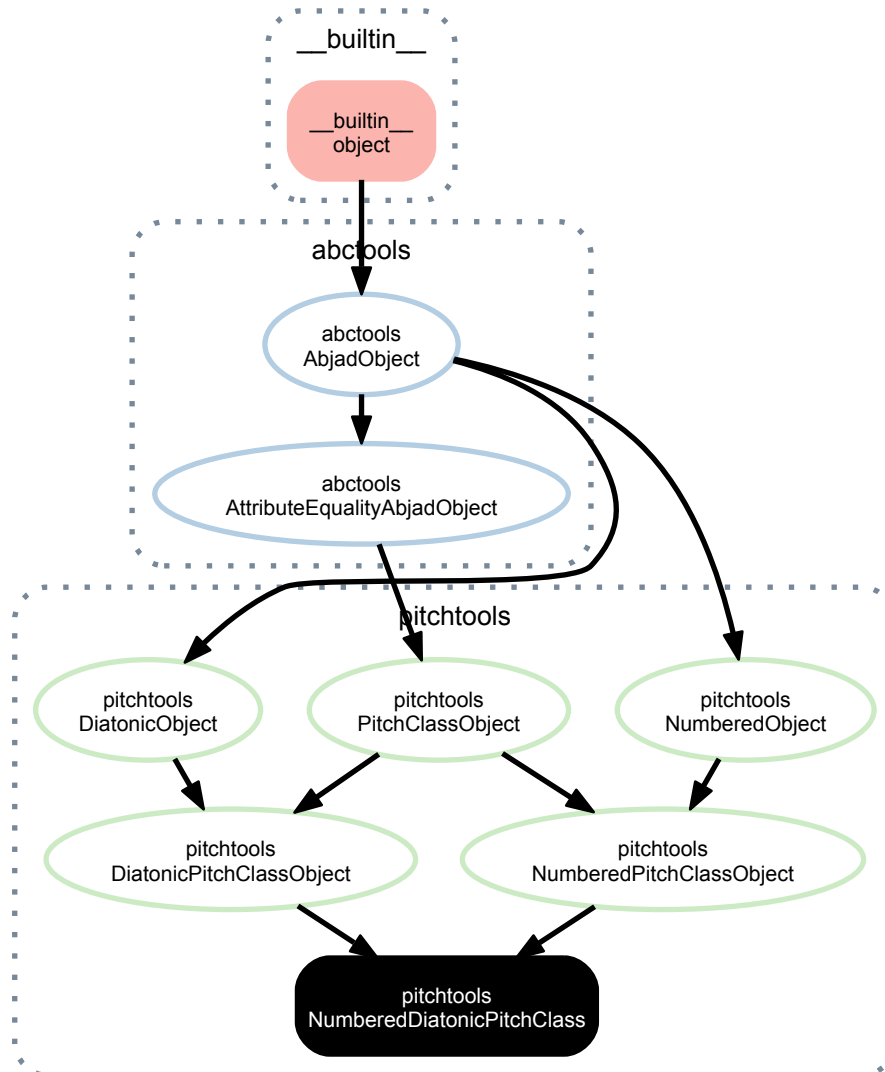 __builtin__
__builtin__
object
abctools
abctools
AbjadObject
abctools
AttributeEqualityAbjadObject
pitchtools
pitchtools
DiatonicObject
pitchtools
PitchClassObject
pitchtools
NumberedObject
pitchtools
DiatonicPitchClassObject
pitchtools
NumberedPitchClassObject
pitchtools
NumberedDiatonicPitchClass